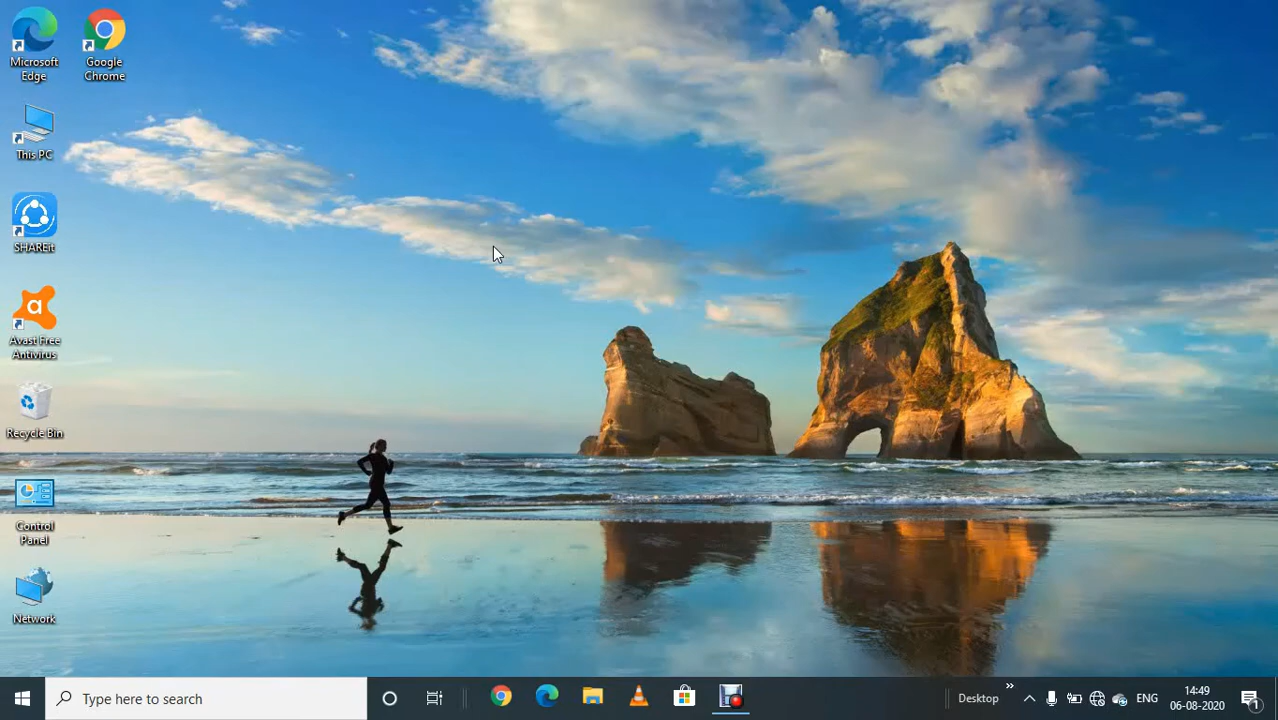 Microsoft
Edge
Google
Chrome
This PC
SHAREit
Avast Free
Antivirus
Recycle Bin
Control
Panel
Network
Type here to search
Desktop
»
ENG
14:49
06-08-2020
1